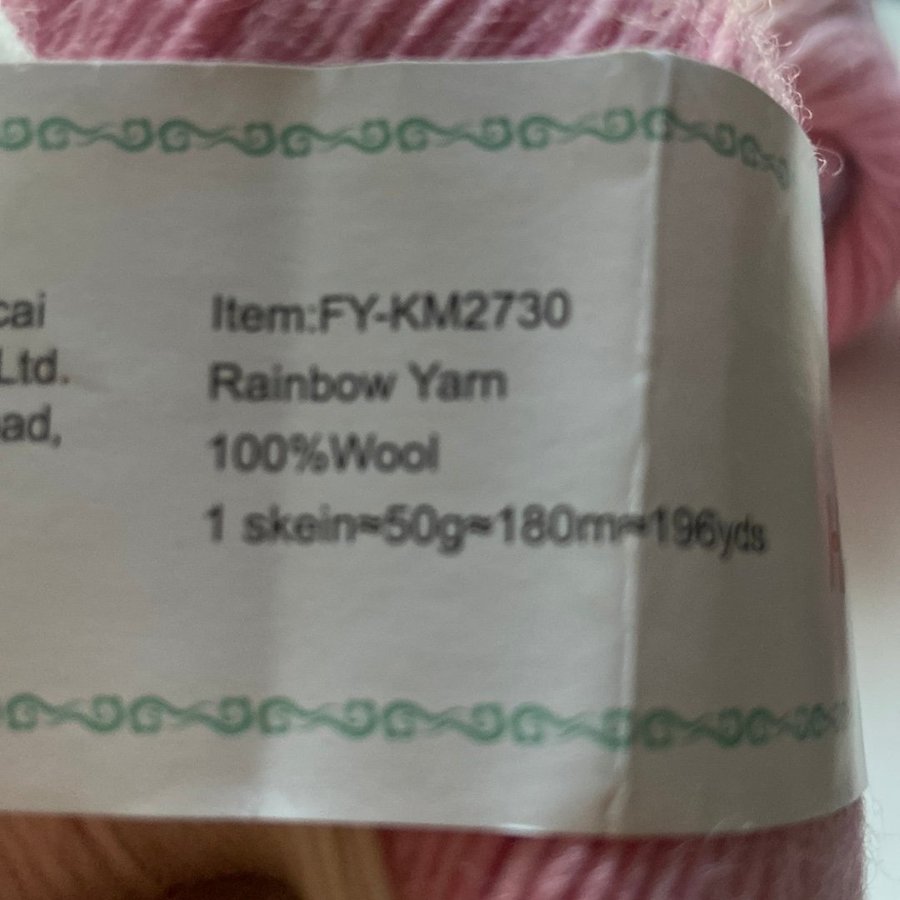 cai
Ltd.
ad,
Item:FY-KM2730
Rainbow Yarn
100%Wool
1 skein≈50g≈180m≈196yds